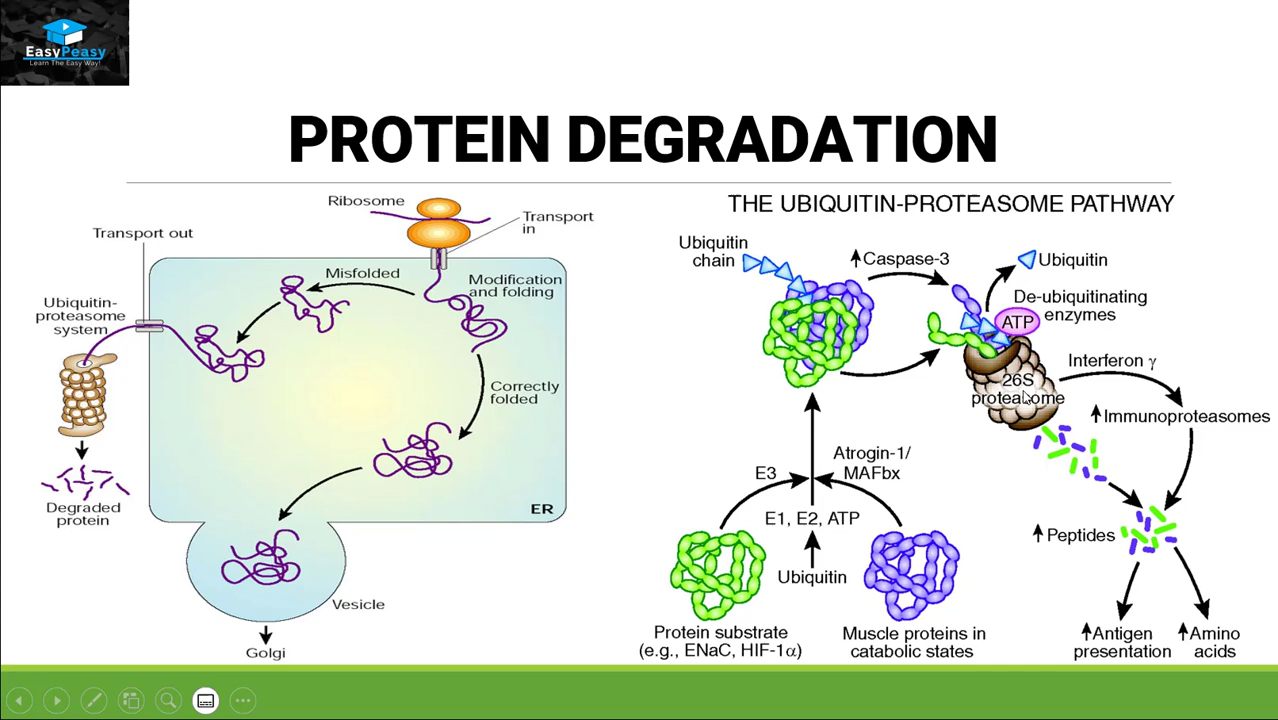 EasyPeasy
Learn The Easy Way!
PROTEIN DEGRADATION
Ribosome
Transport
in
Transport out
Misfolded
Modification
and folding
Ubiquitin-
proteasome
system
Correctly
folded
Degraded
protein
ER
Vesicle
Golgi
THE UBIQUITIN-PROTEASOME PATHWAY
Ubiquitin
chain
↑Caspase-3
Ubiquitin
De-ubiquitinating
enzymes
ATP
26S
proteasome
Interferon γ
↑Immunoproteasomes
Atrogin-1/
MAFbx
E3
E1, E2, ATP
Ubiquitin
↑Peptides
Protein substrate
(e.g., ENaC, HIF-1α)
Muscle proteins in
catabolic states
↑Antigen
presentation
↑Amino
acids